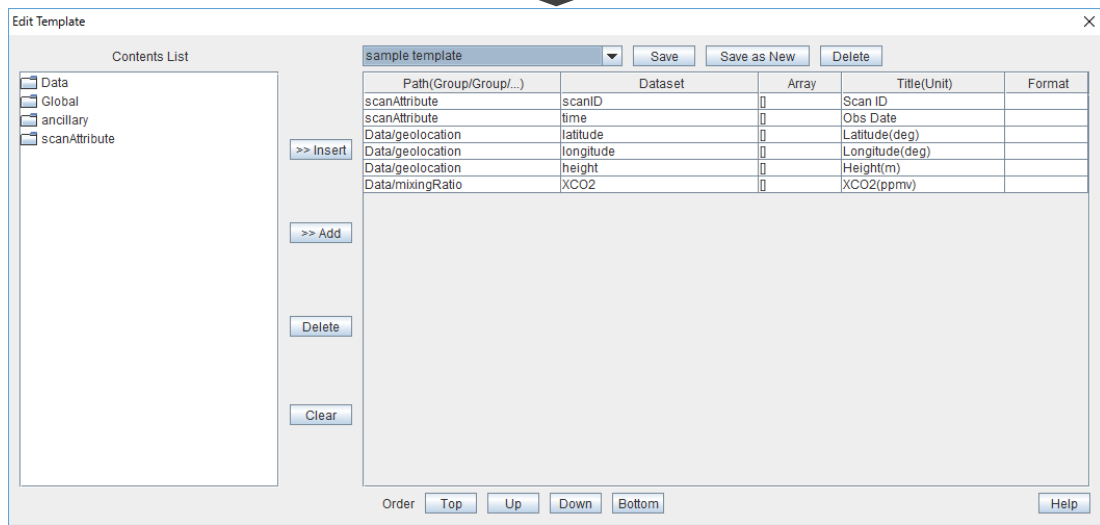 Edit Template
Contents List
sample template Save Save as New Delete
Data
Global
ancillary
scanAttribute
>> Insert
>> Add
Delete
Clear
Path(Group/Group/...) Dataset Array Title(Unit) Format
scanAttribute scanID [] Scan ID
scanAttribute time [] Obs Date
Data/geolocation latitude [] Latitude(deg)
Data/geolocation longitude [] Longitude(deg)
Data/geolocation height [] Height(m)
Data/mixingRatio XCO2 [] XCO2(ppmv)
Order Top Up Down Bottom Help